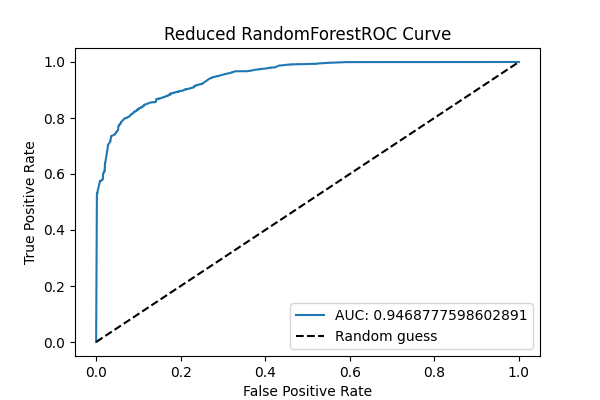 Reduced RandomForestROC Curve
1.0
0.8
0.6
0.4
0.2
0.0
True Positive Rate
AUC: 0.9468777598602891
Random guess
0.0 0.2 0.4 0.6 0.8 1.0
False Positive Rate